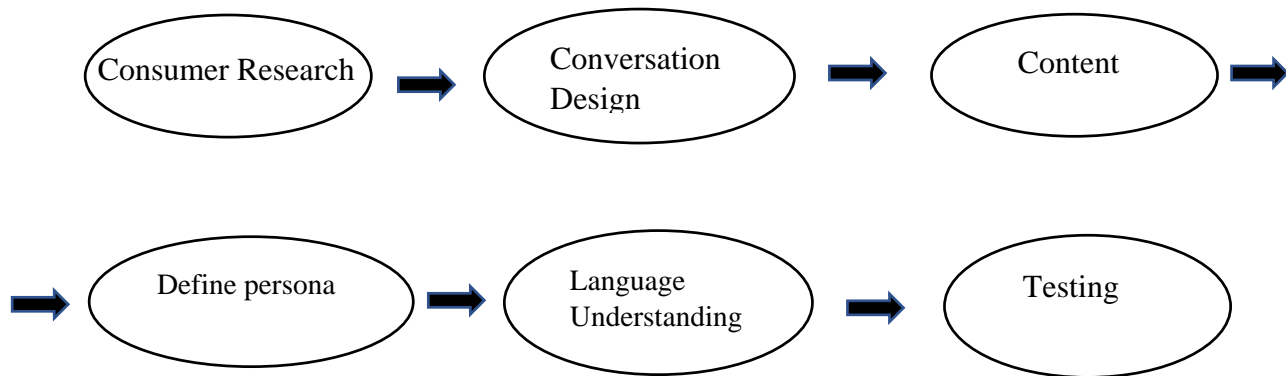 Consumer Research
Conversation
Design
Content
Define persona
Language
Understanding
Testing